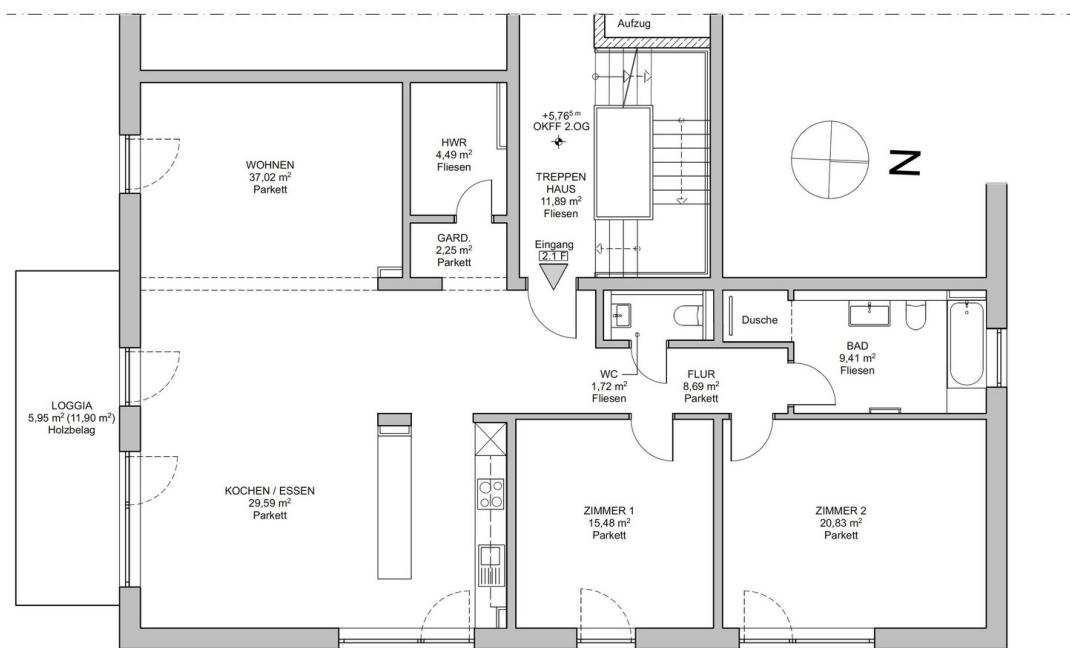 Aufzug
+5,76⁵ ᵐ
OKFF 2.OG
TREPPEN
HAUS
11,89 m²
Fliesen
Eingang
2.1 F
N
HWR
4,49 m²
Fliesen
WOHNEN
37,02 m²
Parkett
GARD.
2,25 m²
Parkett
Dusche
BAD
9,41 m²
Fliesen
WC
1,72 m²
Fliesen
FLUR
8,69 m²
Parkett
LOGGIA
5,95 m² (11,90 m²)
Holzbelag
KOCHEN / ESSEN
29,59 m²
Parkett
ZIMMER 1
15,48 m²
Parkett
ZIMMER 2
20,83 m²
Parkett